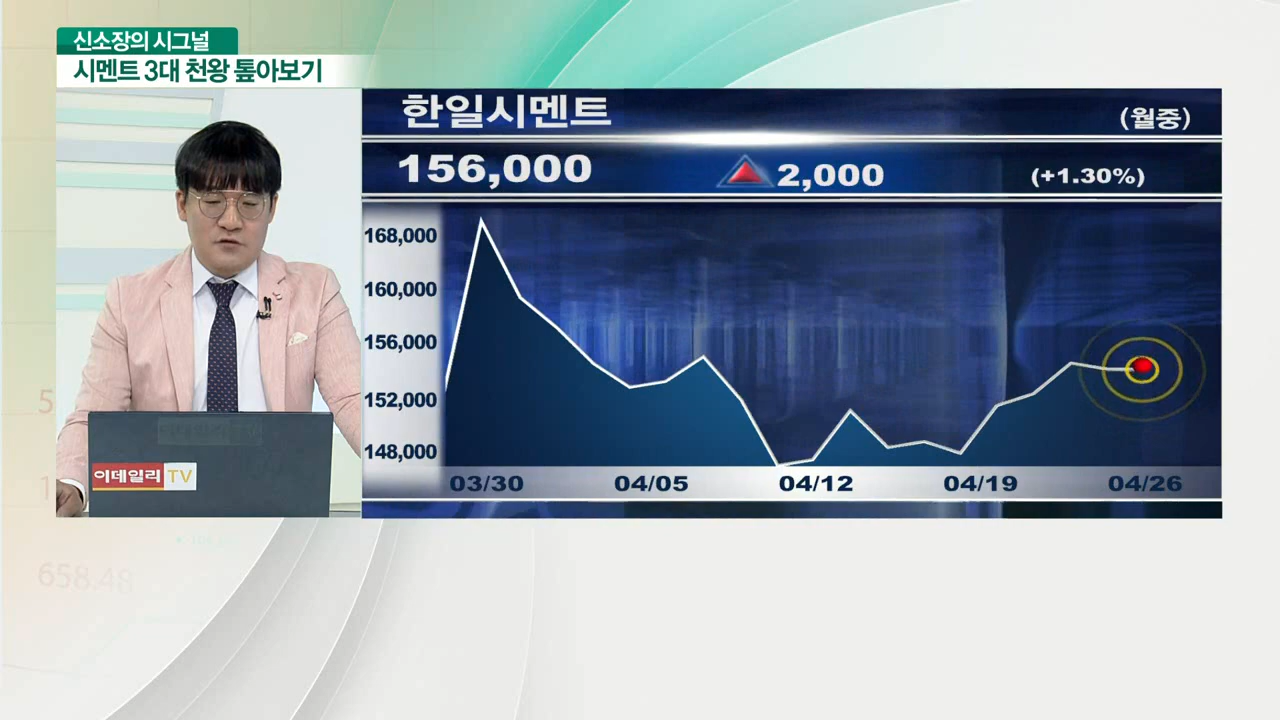 신소장의 시그널
시멘트 3대 천왕 톺아보기
한일시멘트
(월중)
156,000
2,000
(+1.30%)
168,000
160,000
156,000
152,000
148,000
03/30
04/05
04/12
04/19
04/26
이데일리 TV
658.48